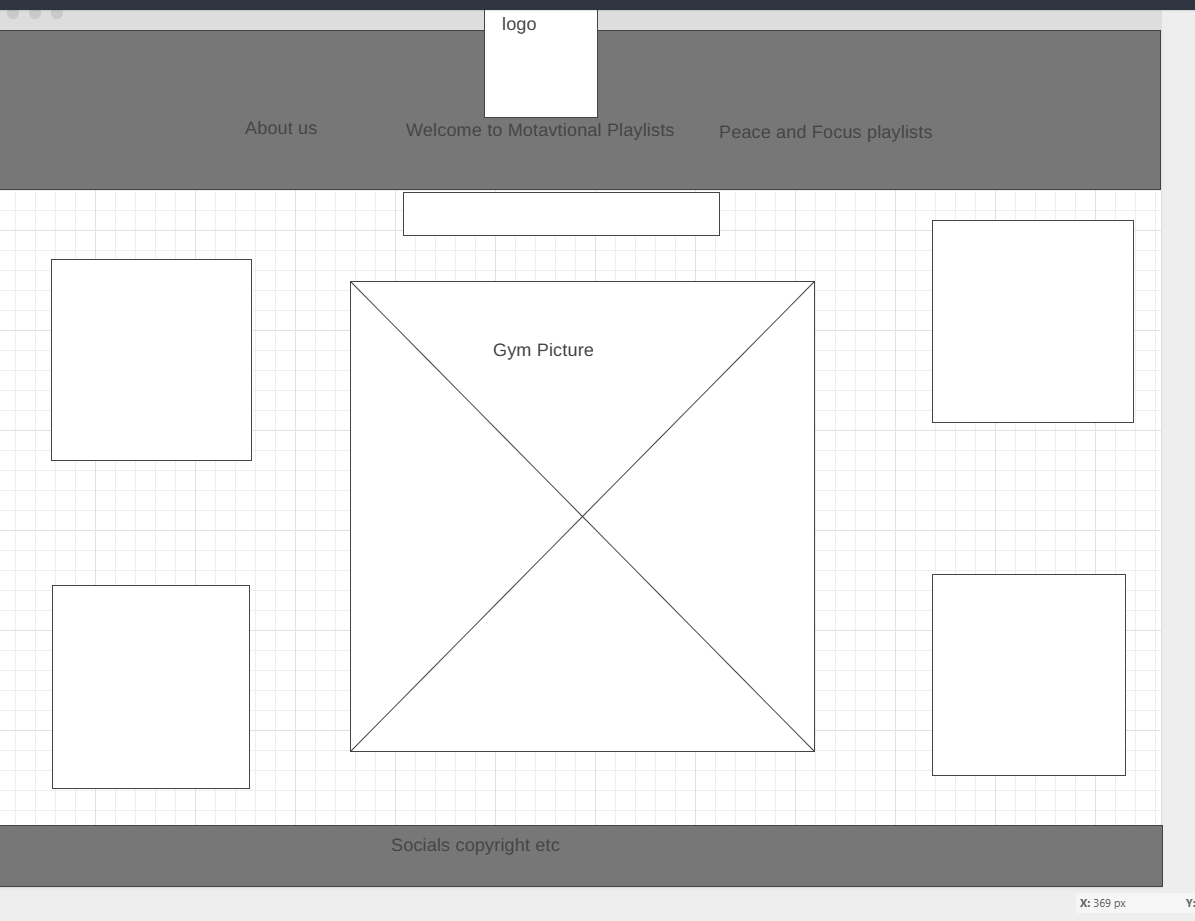 logo
About us
Welcome to Motavtional Playlists
Peace and Focus playlists
Gym Picture
Socials copyright etc
X: 369 px
Y: